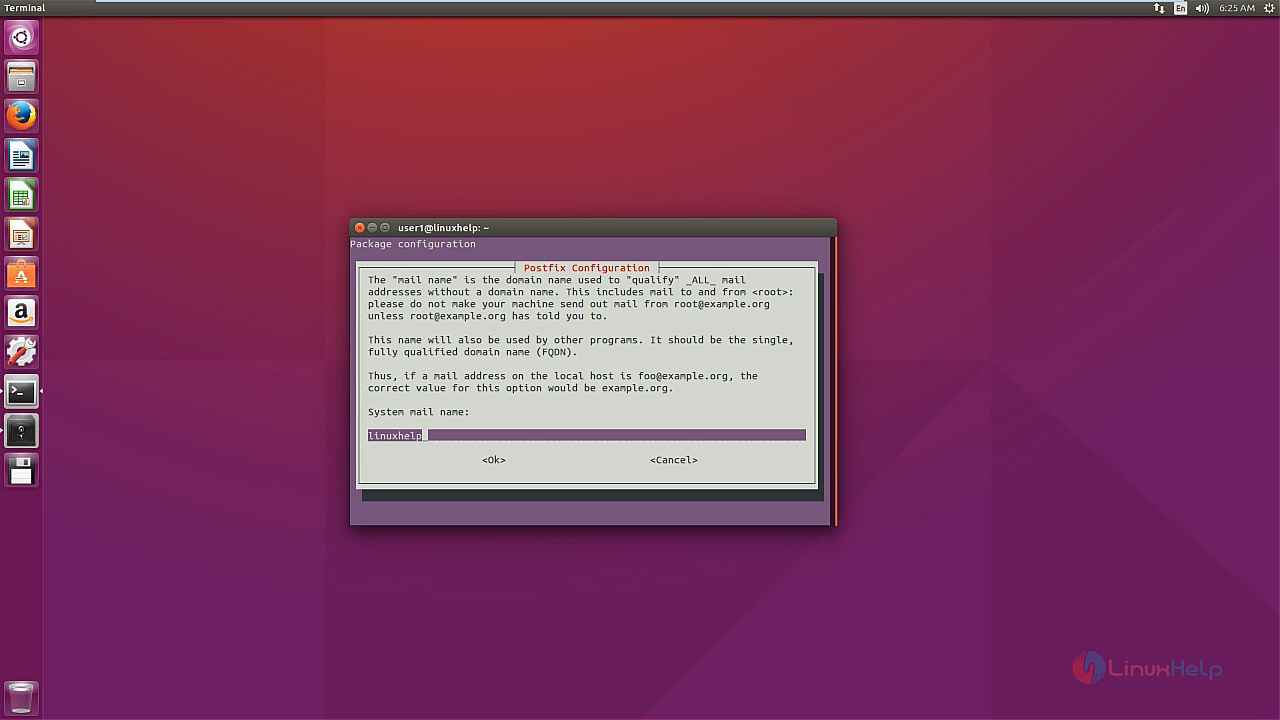 Terminal
En
6:25 AM
user1@linuxhelp: ~
Package configuration
Postfix Configuration
The "mail name" is the domain name used to "qualify" _ALL_ mail
addresses without a domain name. This includes mail to and from <root>:
please do not make your machine send out mail from root@example.org
unless root@example.org has told you to.
This name will also be used by other programs. It should be the single,
fully qualified domain name (FQDN).
Thus, if a mail address on the local host is foo@example.org, the
correct value for this option would be example.org.
System mail name:
linuxhelp
<Ok> <Cancel>
LinuxHelp